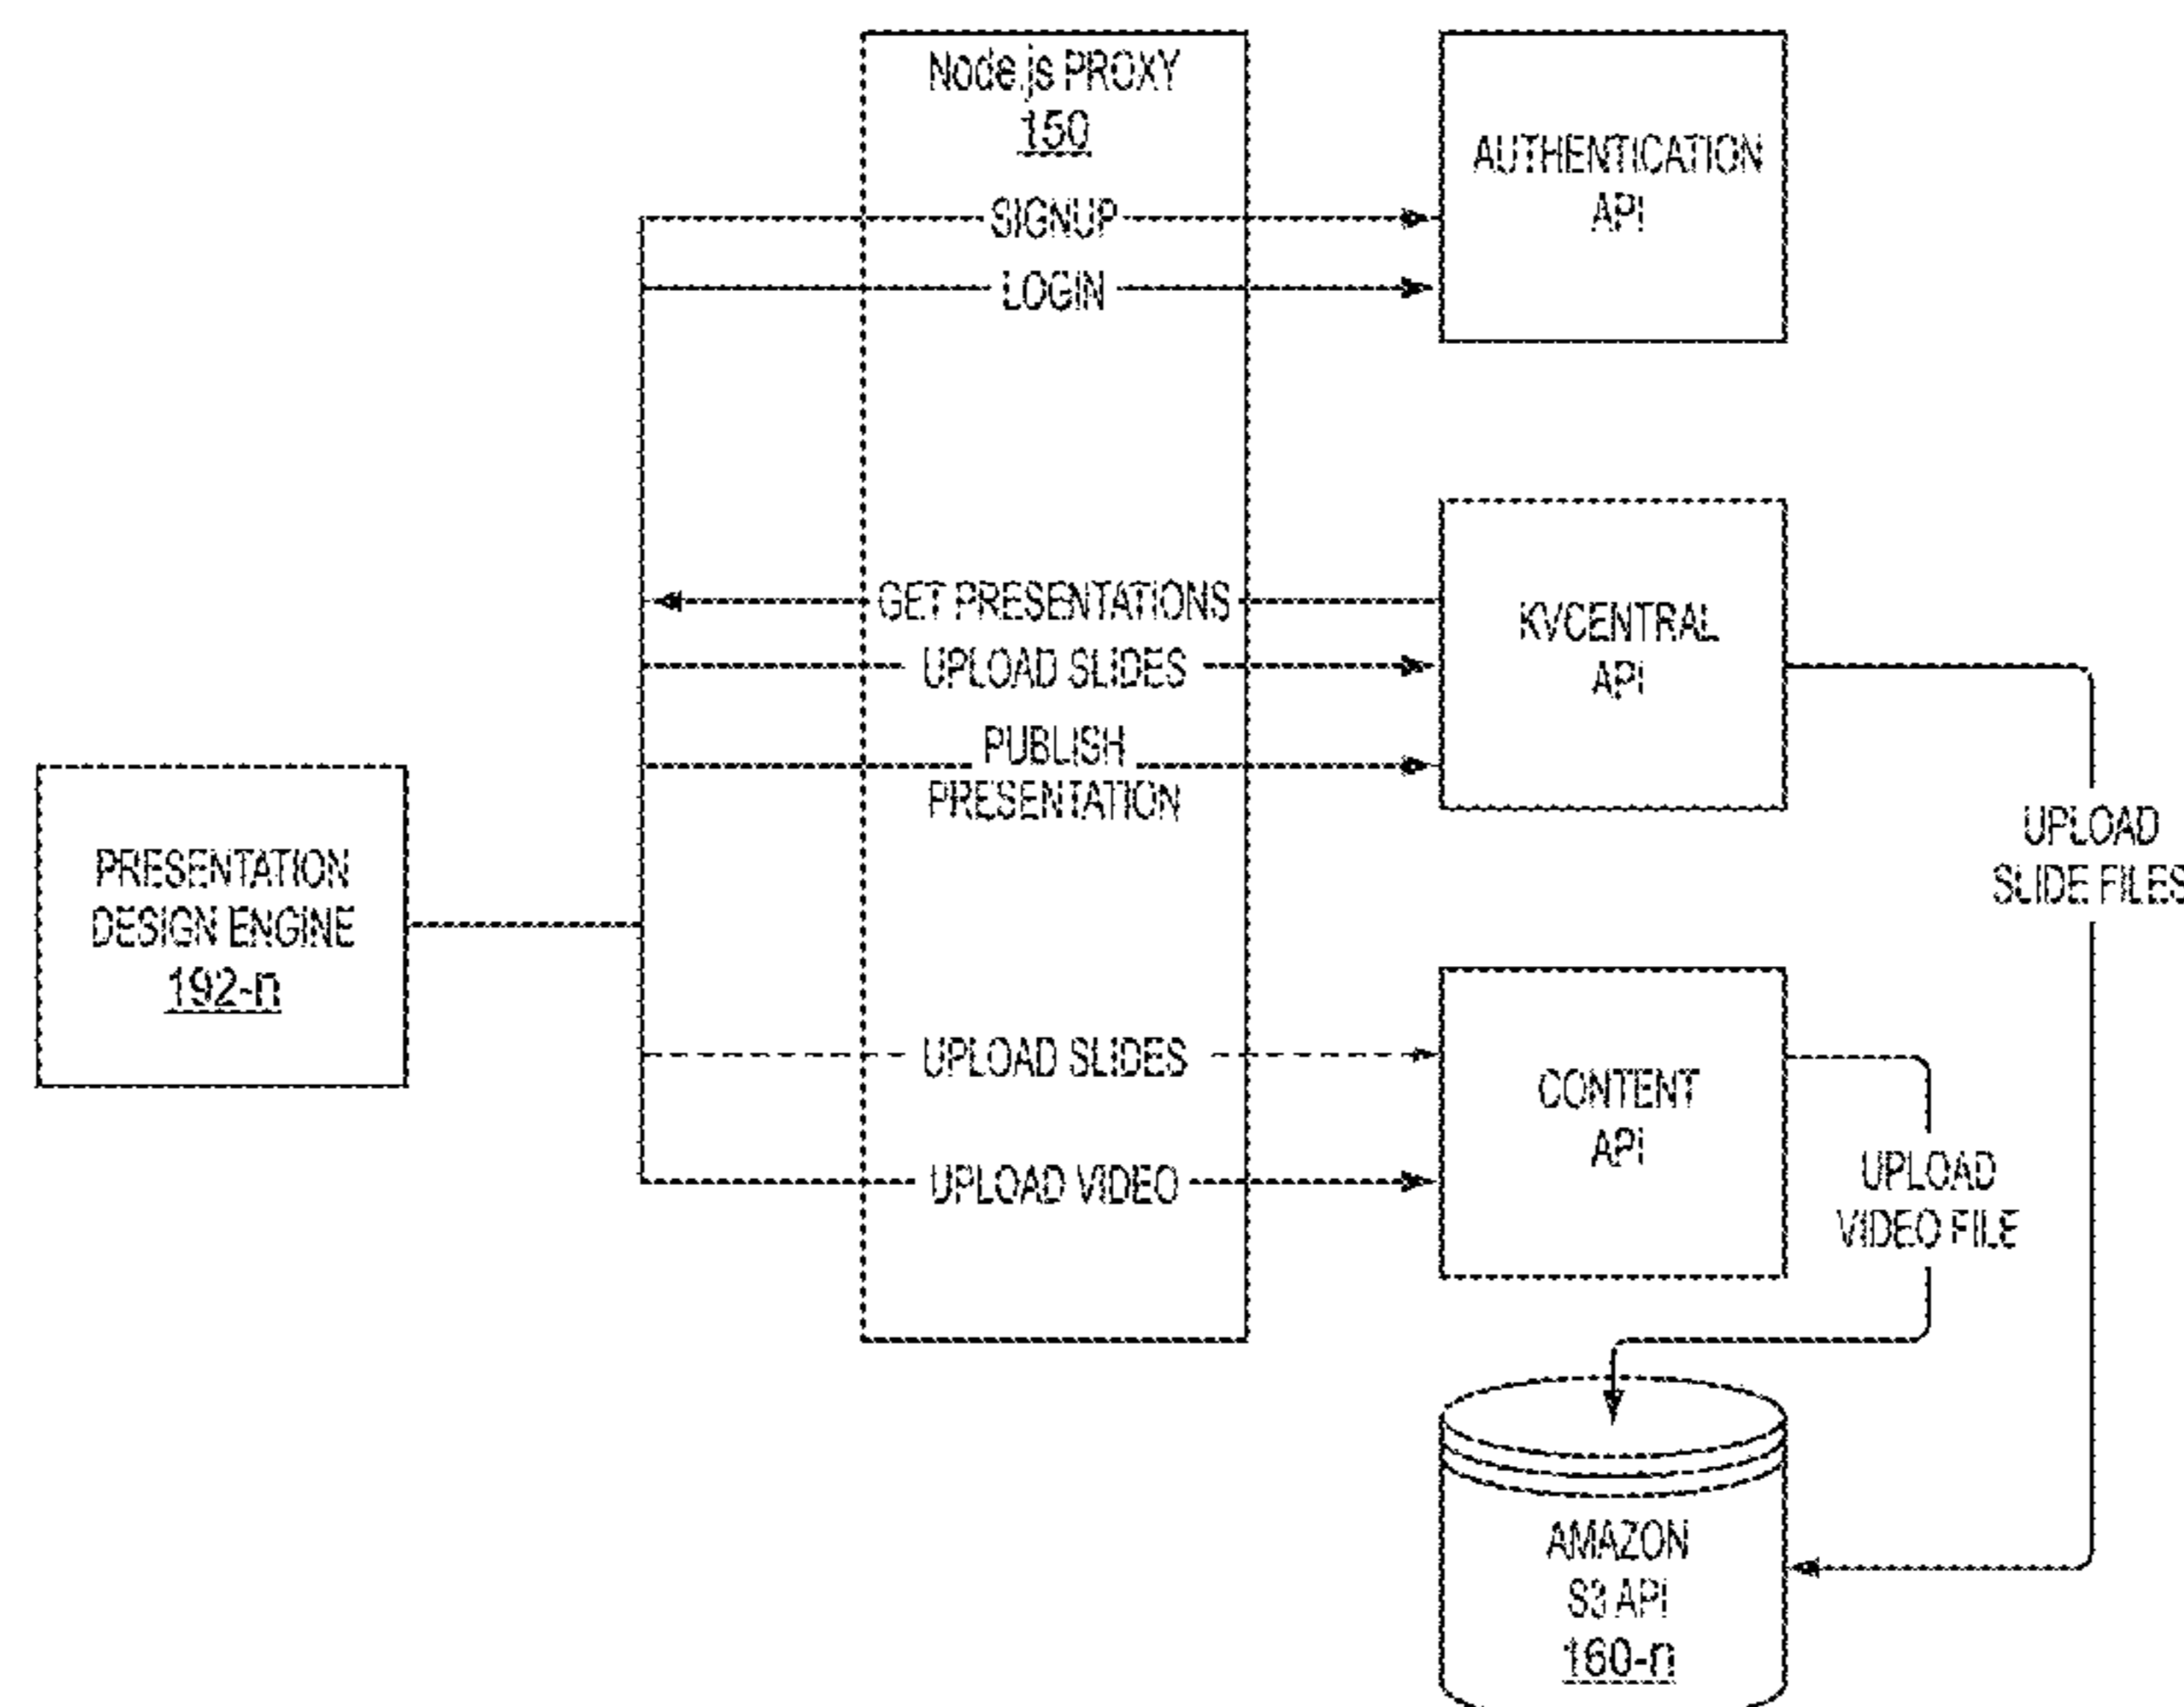 Node.js PROXY
150
SIGNUP
LOGIN
AUTHENTICATION
API
GET PRESENTATIONS
UPLOAD SLIDES
PUBLISH
PRESENTATION
KVCENTRAL
API
UPLOAD
SLIDE FILES
PRESENTATION
DESIGN ENGINE
192-n
UPLOAD SLIDES
UPLOAD VIDEO
CONTENT
API
UPLOAD
VIDEO FILE
AMAZON
S3 API
160-n